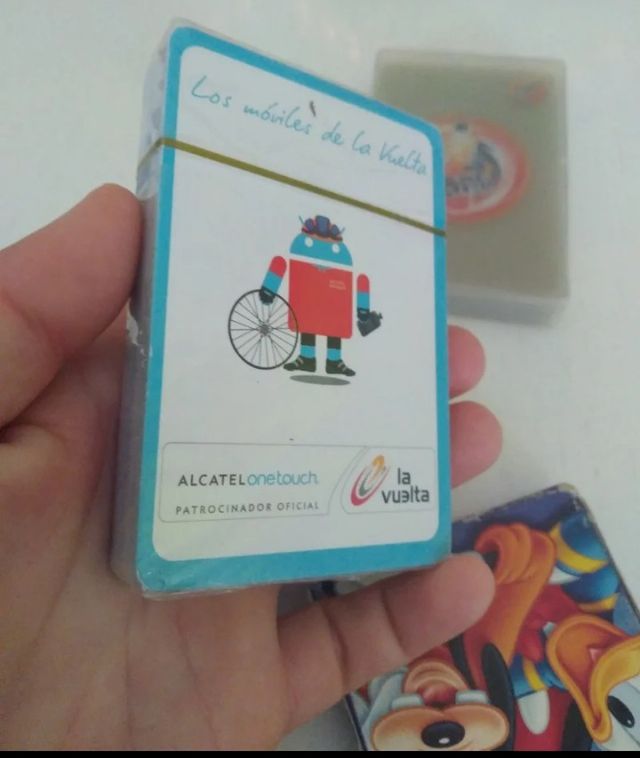 Los móviles de la Vuelta
ALCATELonetouch.
PATROCINADOR OFICIAL
la
vuelta